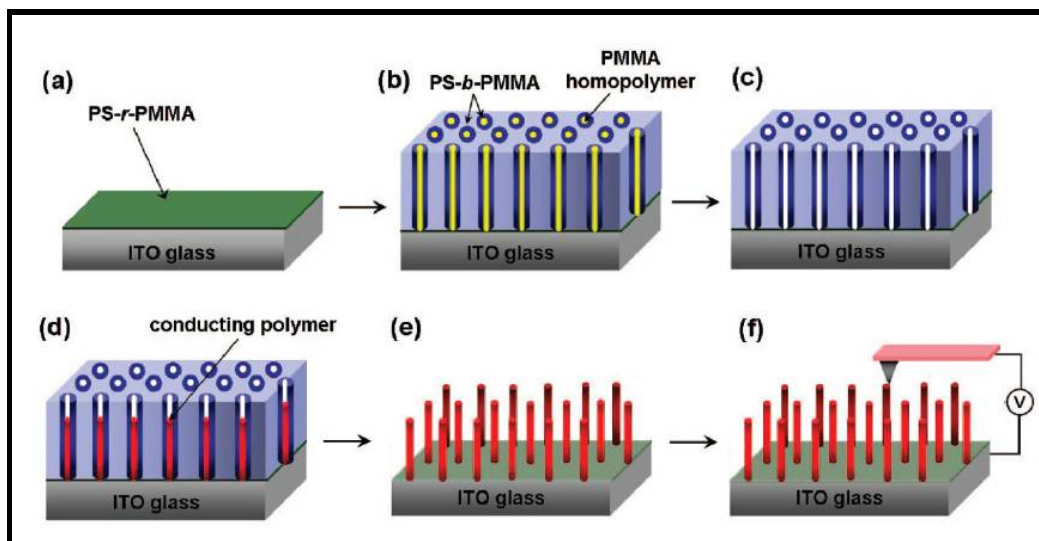 (a)
PS-r-PMMA
ITO glass
(b)
PS-b-PMMA
PMMA
homopolymer
ITO glass
(c)
ITO glass
(d)
conducting polymer
ITO glass
(e)
ITO glass
(f)
V
ITO glass